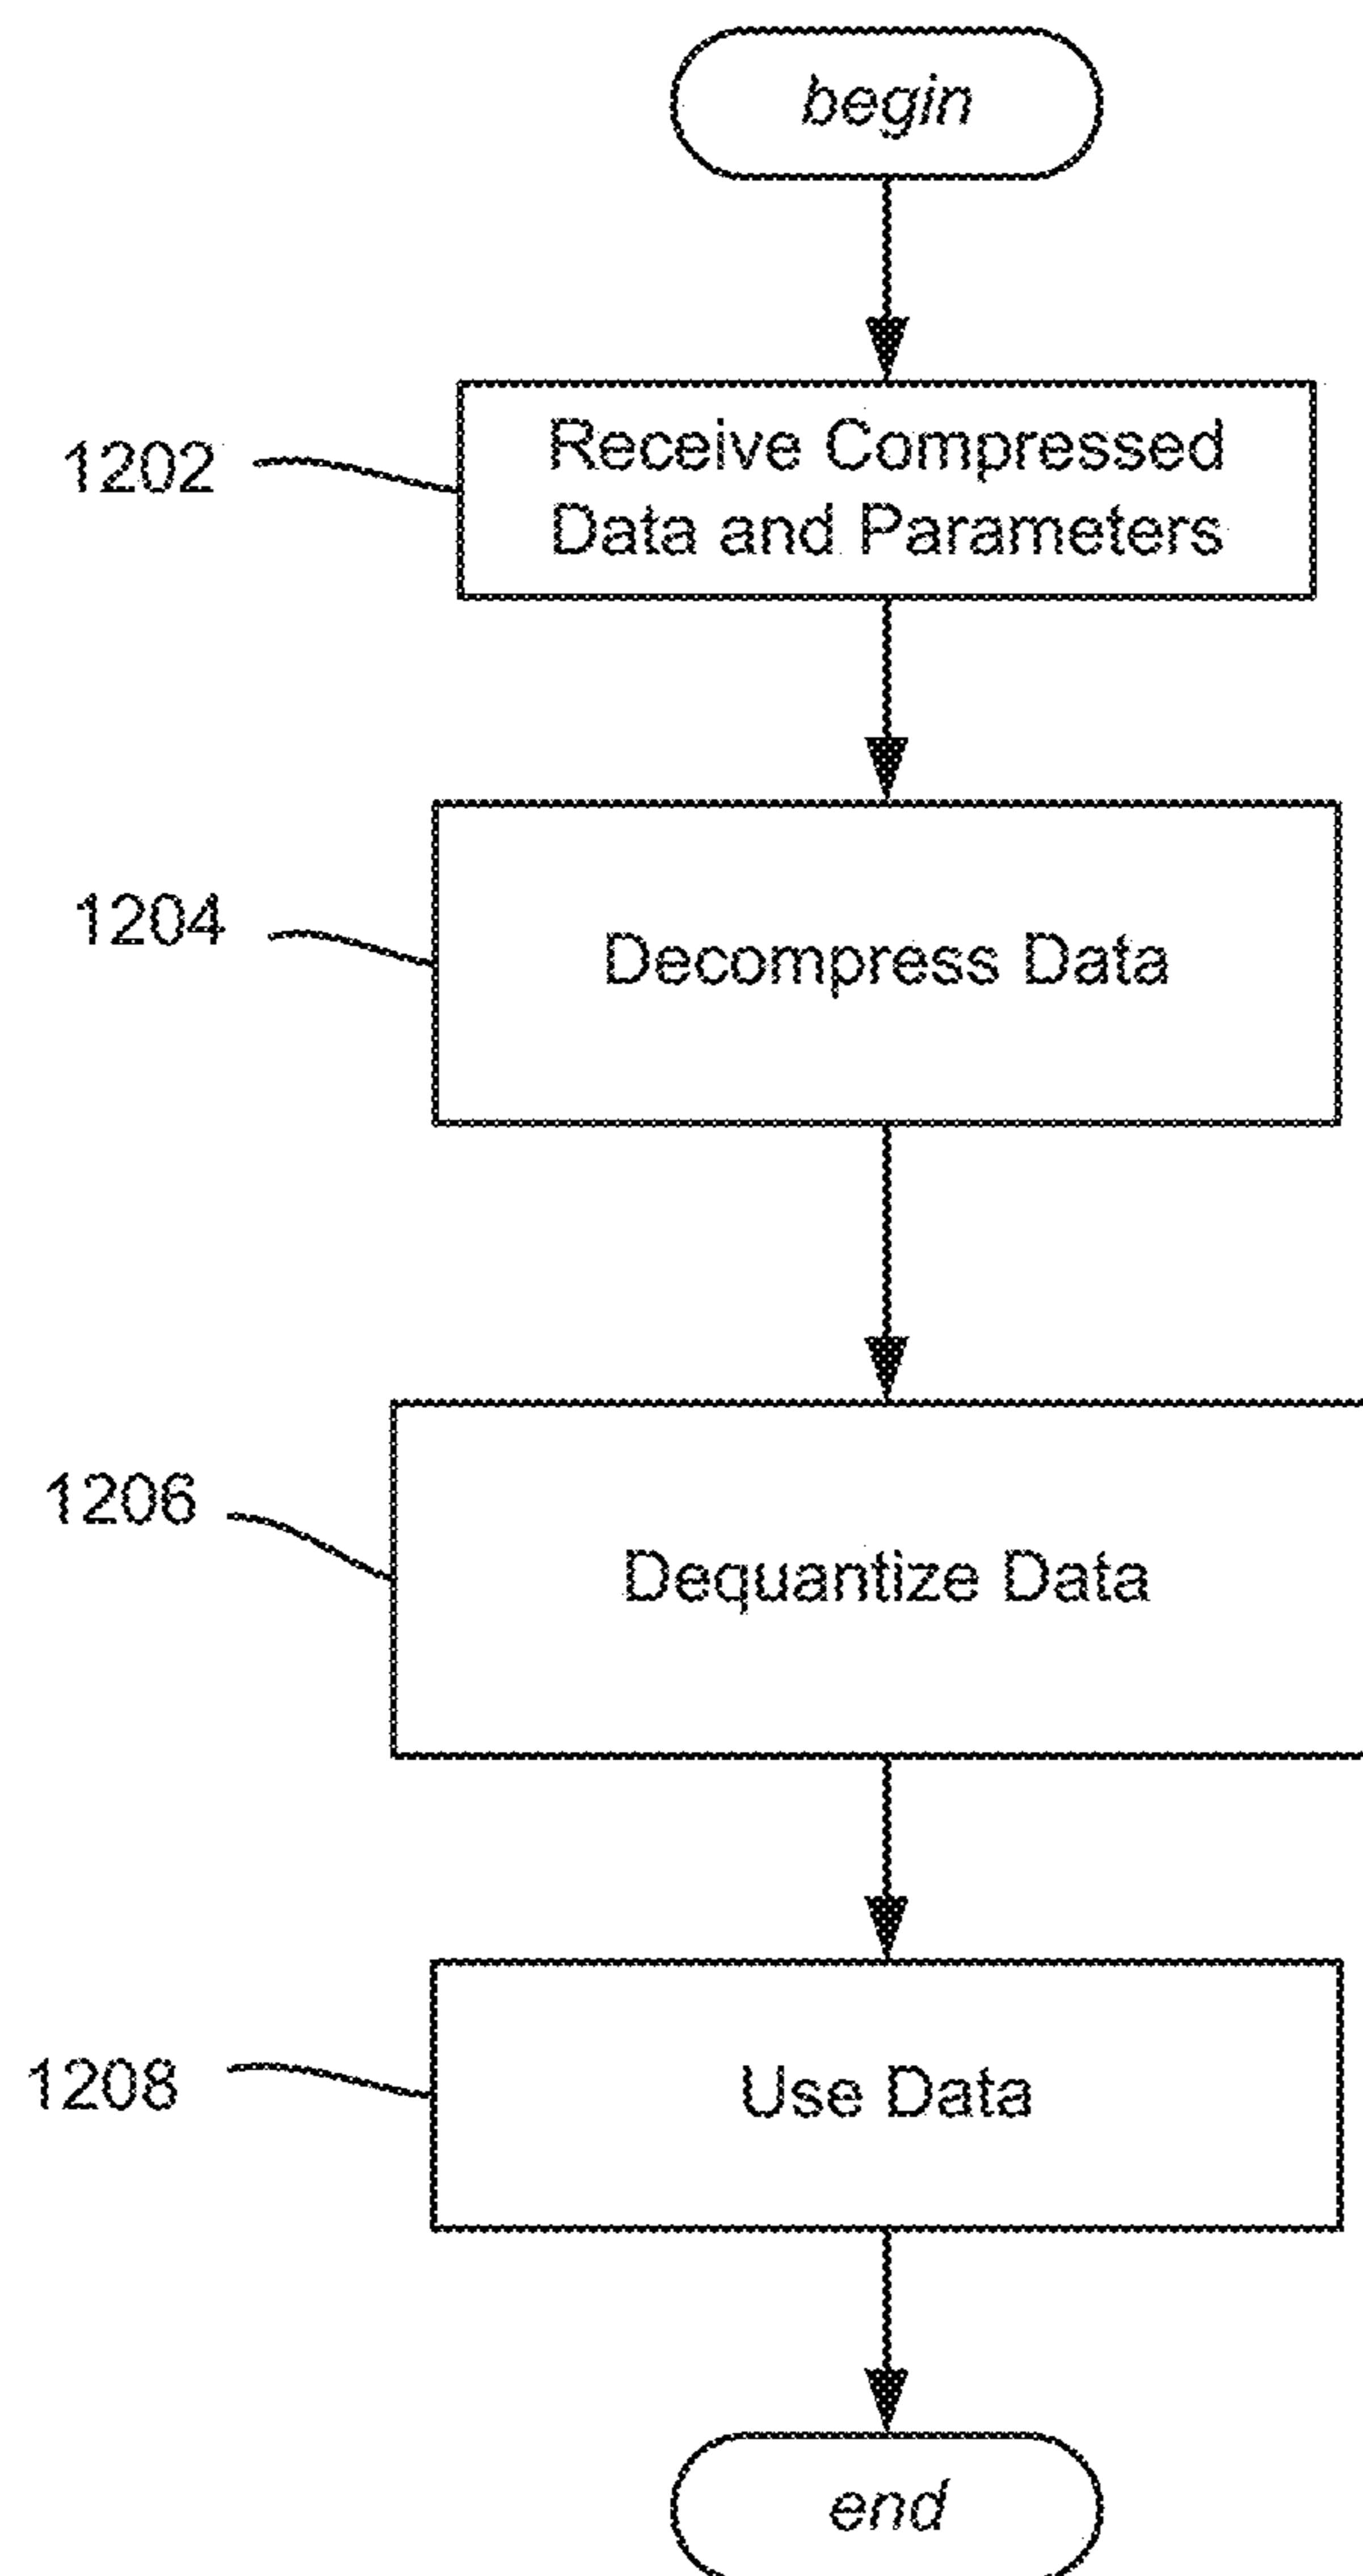 begin
1202
Receive Compressed
Data and Parameters
1204
Decompress Data
1206
Dequantize Data
1208
Use Data
end